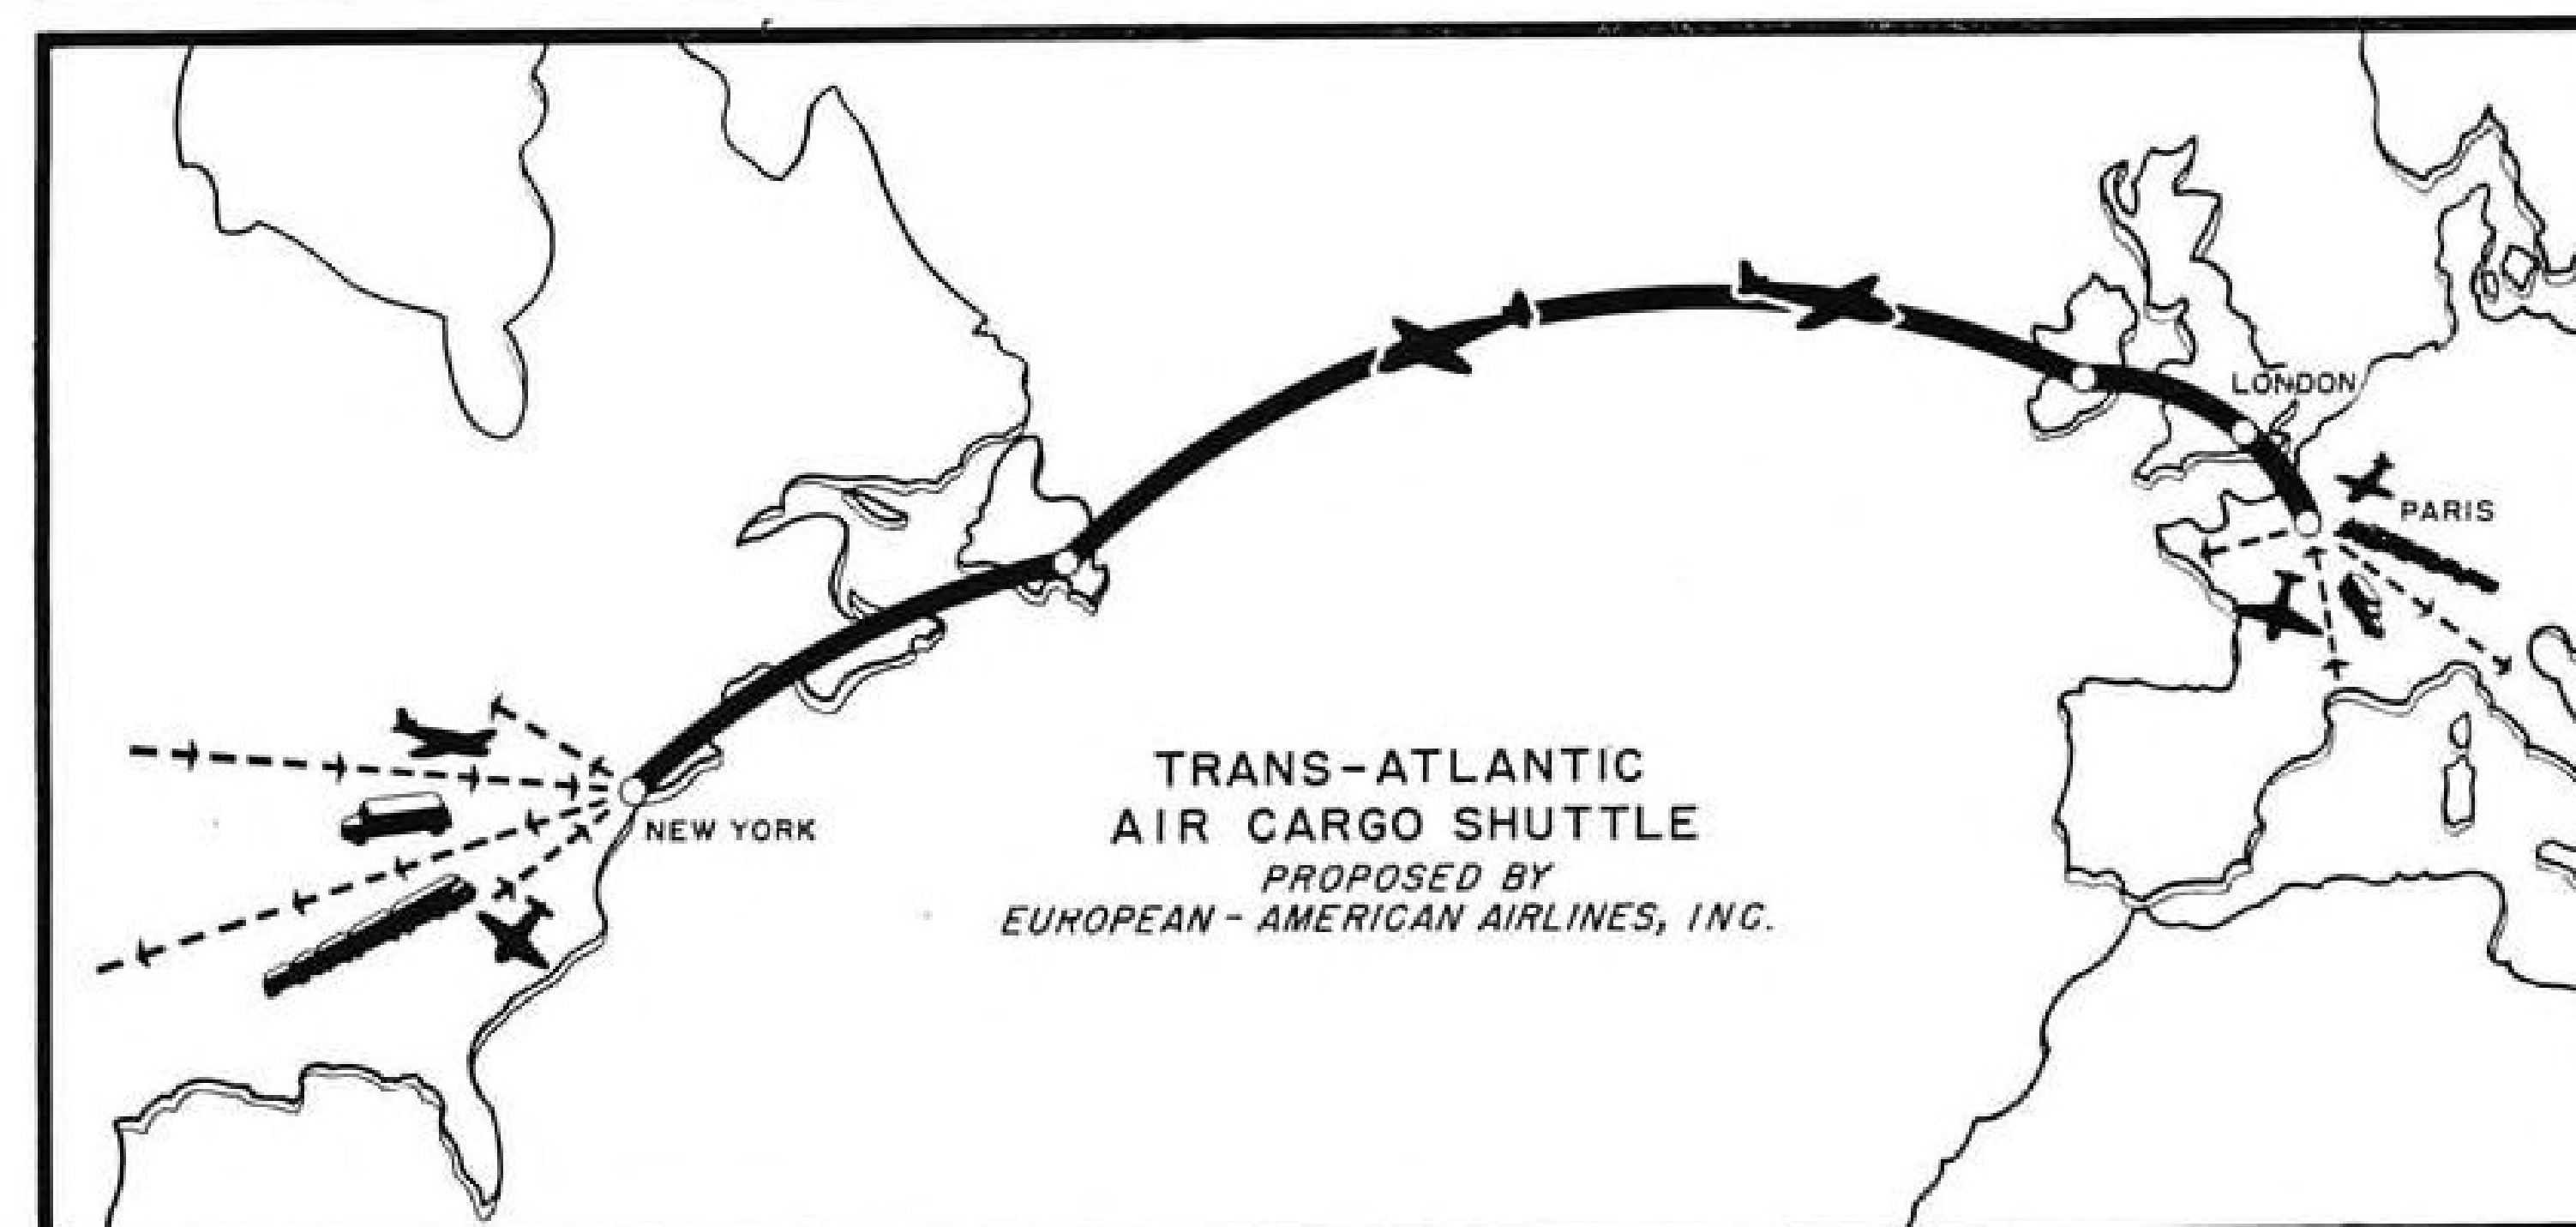 LONDON
PARIS
NEW YORK
TRANS-ATLANTIC
AIR CARGO SHUTTLE
PROPOSED BY
EUROPEAN - AMERICAN AIRLINES, INC.